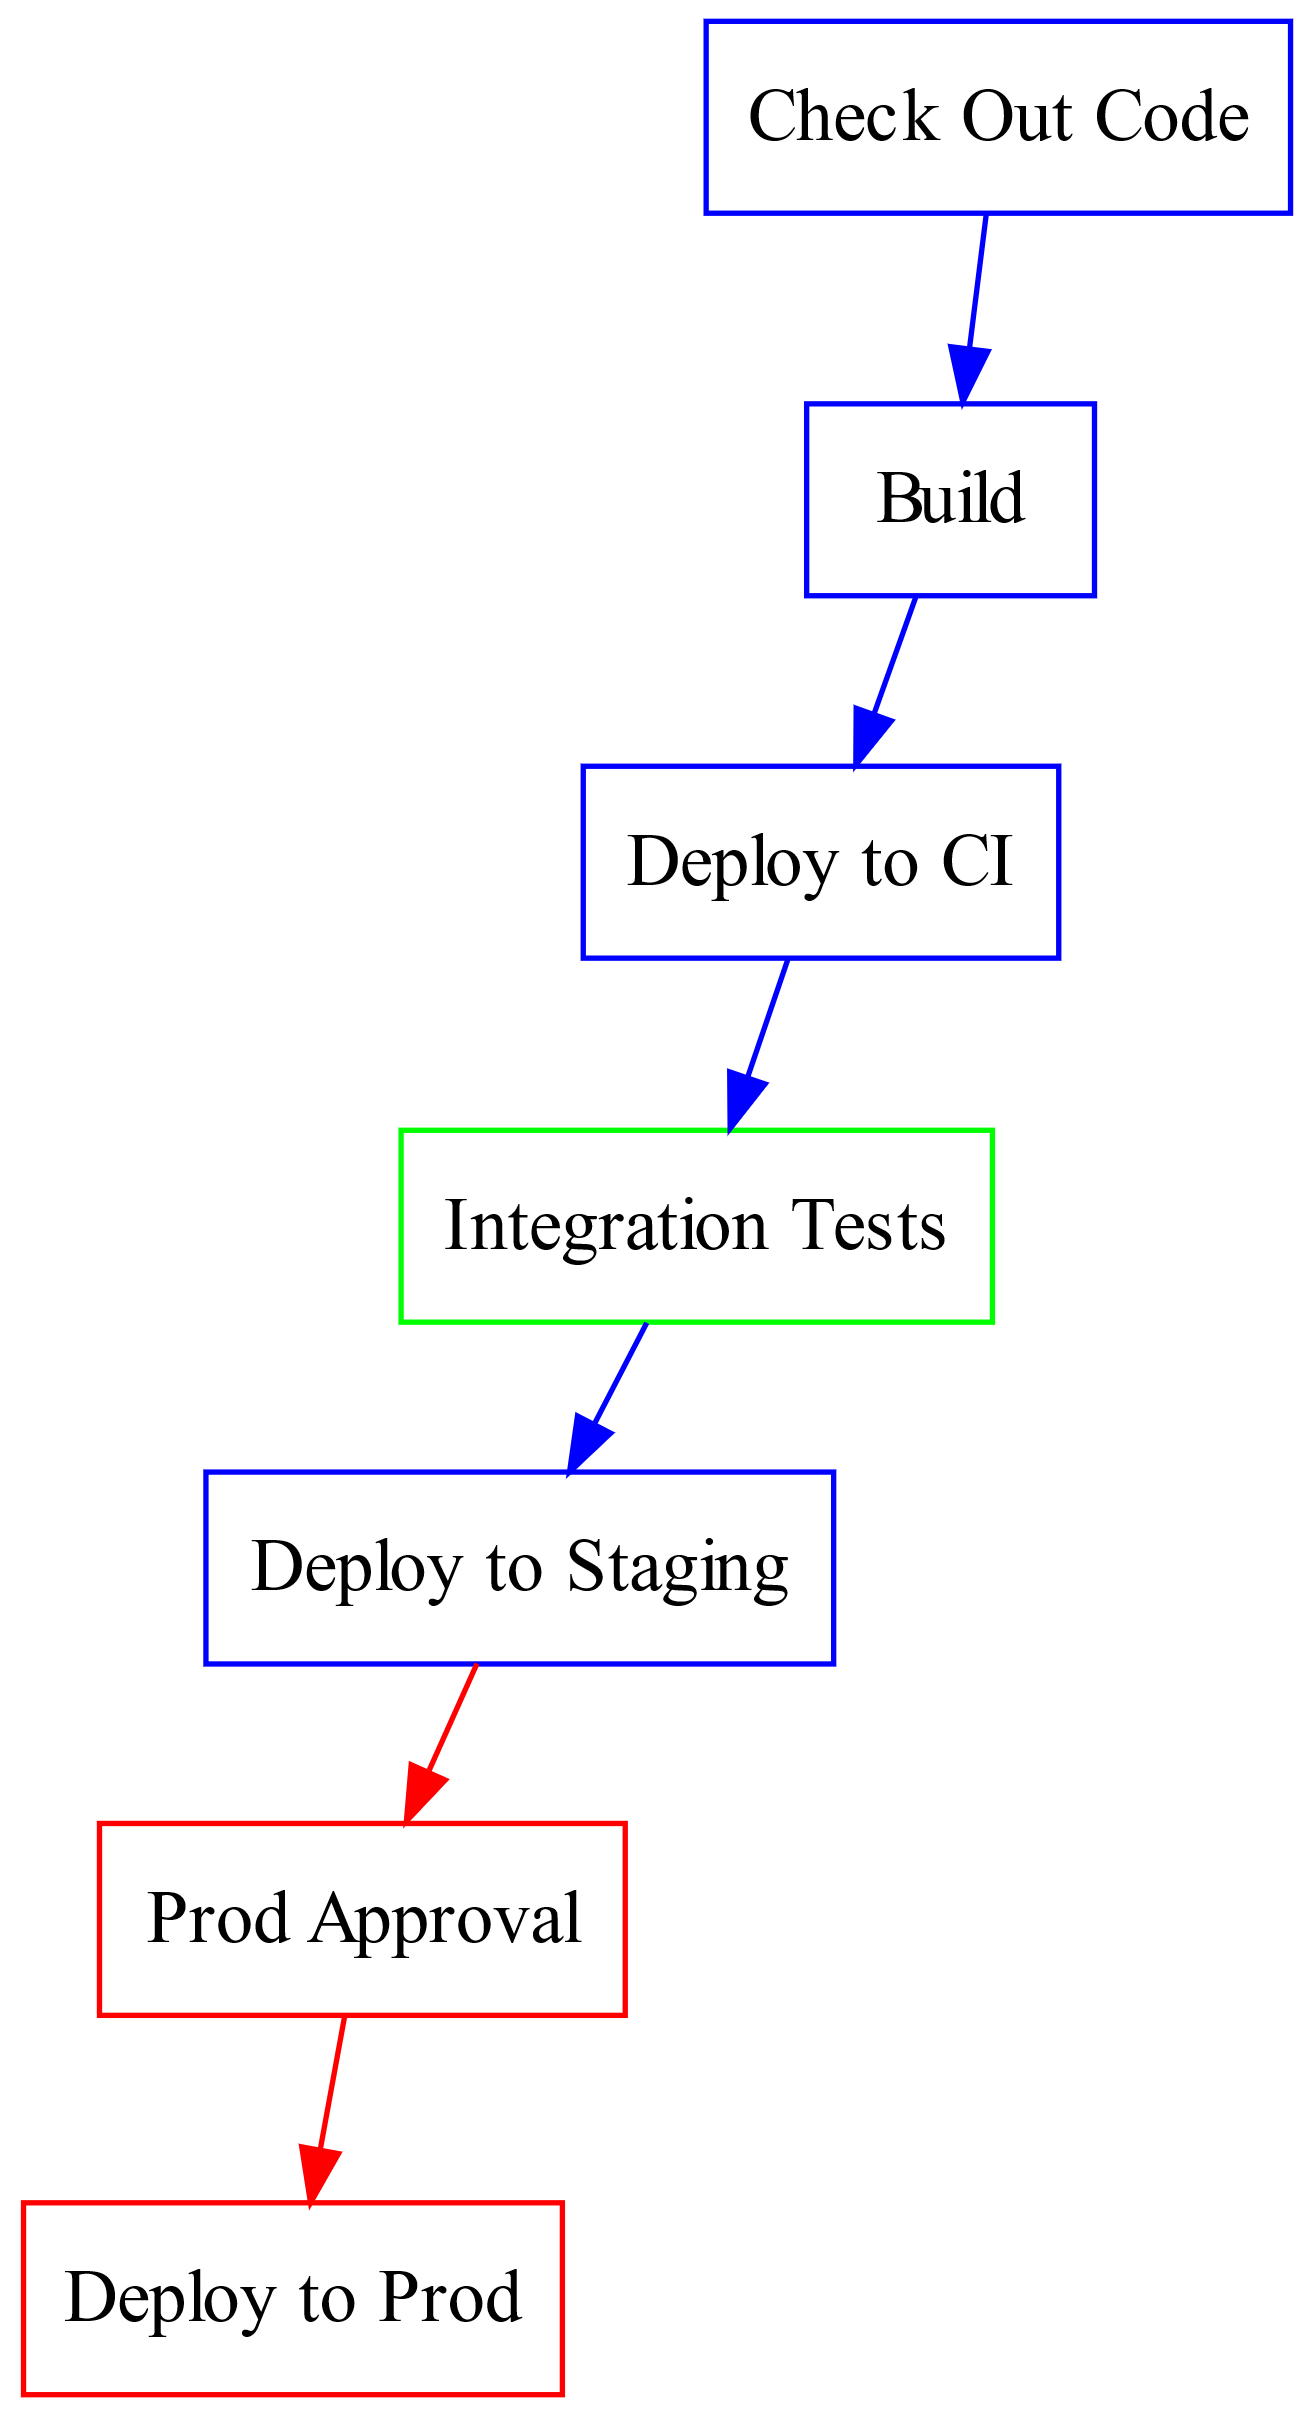 Check Out Code
Build
Deploy to CI
Integration Tests
Deploy to Staging
Prod Approval
Deploy to Prod